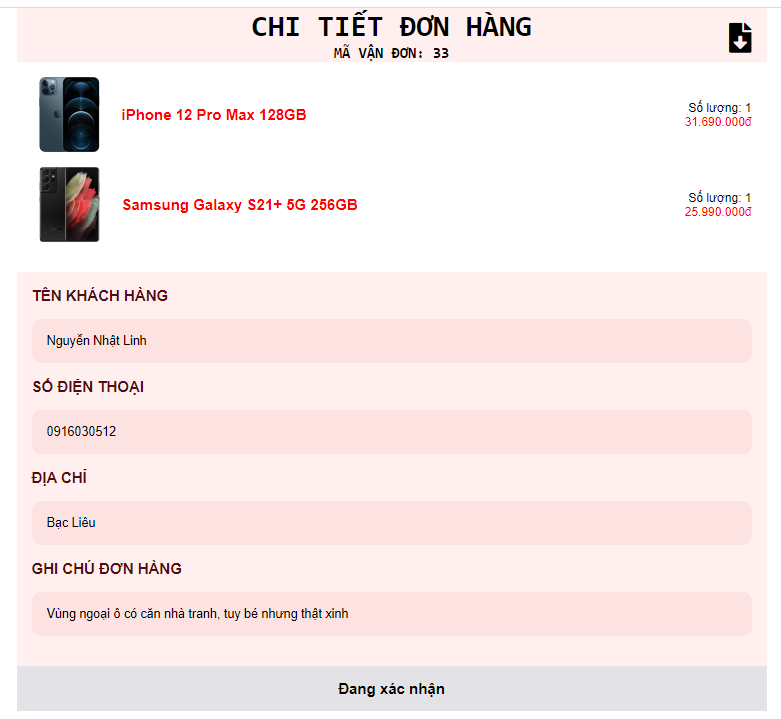 CHI TIẾT ĐƠN HÀNG
MÃ VẬN ĐƠN: 33
iPhone 12 Pro Max 128GB
Số lượng: 1
31.690.000đ
Samsung Galaxy S21+ 5G 256GB
Số lượng: 1
25.990.000đ
TÊN KHÁCH HÀNG
Nguyễn Nhật Linh
SỐ ĐIỆN THOẠI
0916030512
ĐỊA CHỈ
Bạc Liêu
GHI CHÚ ĐƠN HÀNG
Vùng ngoại ô có căn nhà tranh, tuy bé nhưng thật xinh
Đang xác nhận